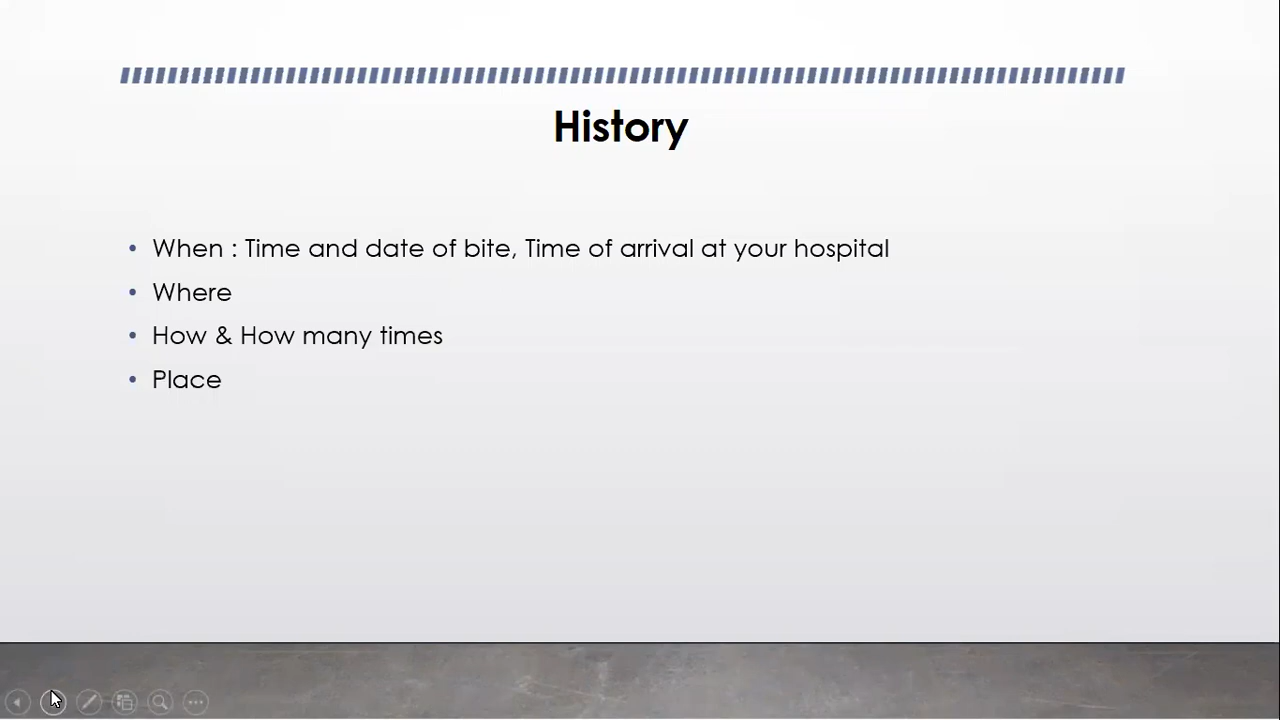 History
• When : Time and date of bite, Time of arrival at your hospital
• Where
• How & How many times
• Place